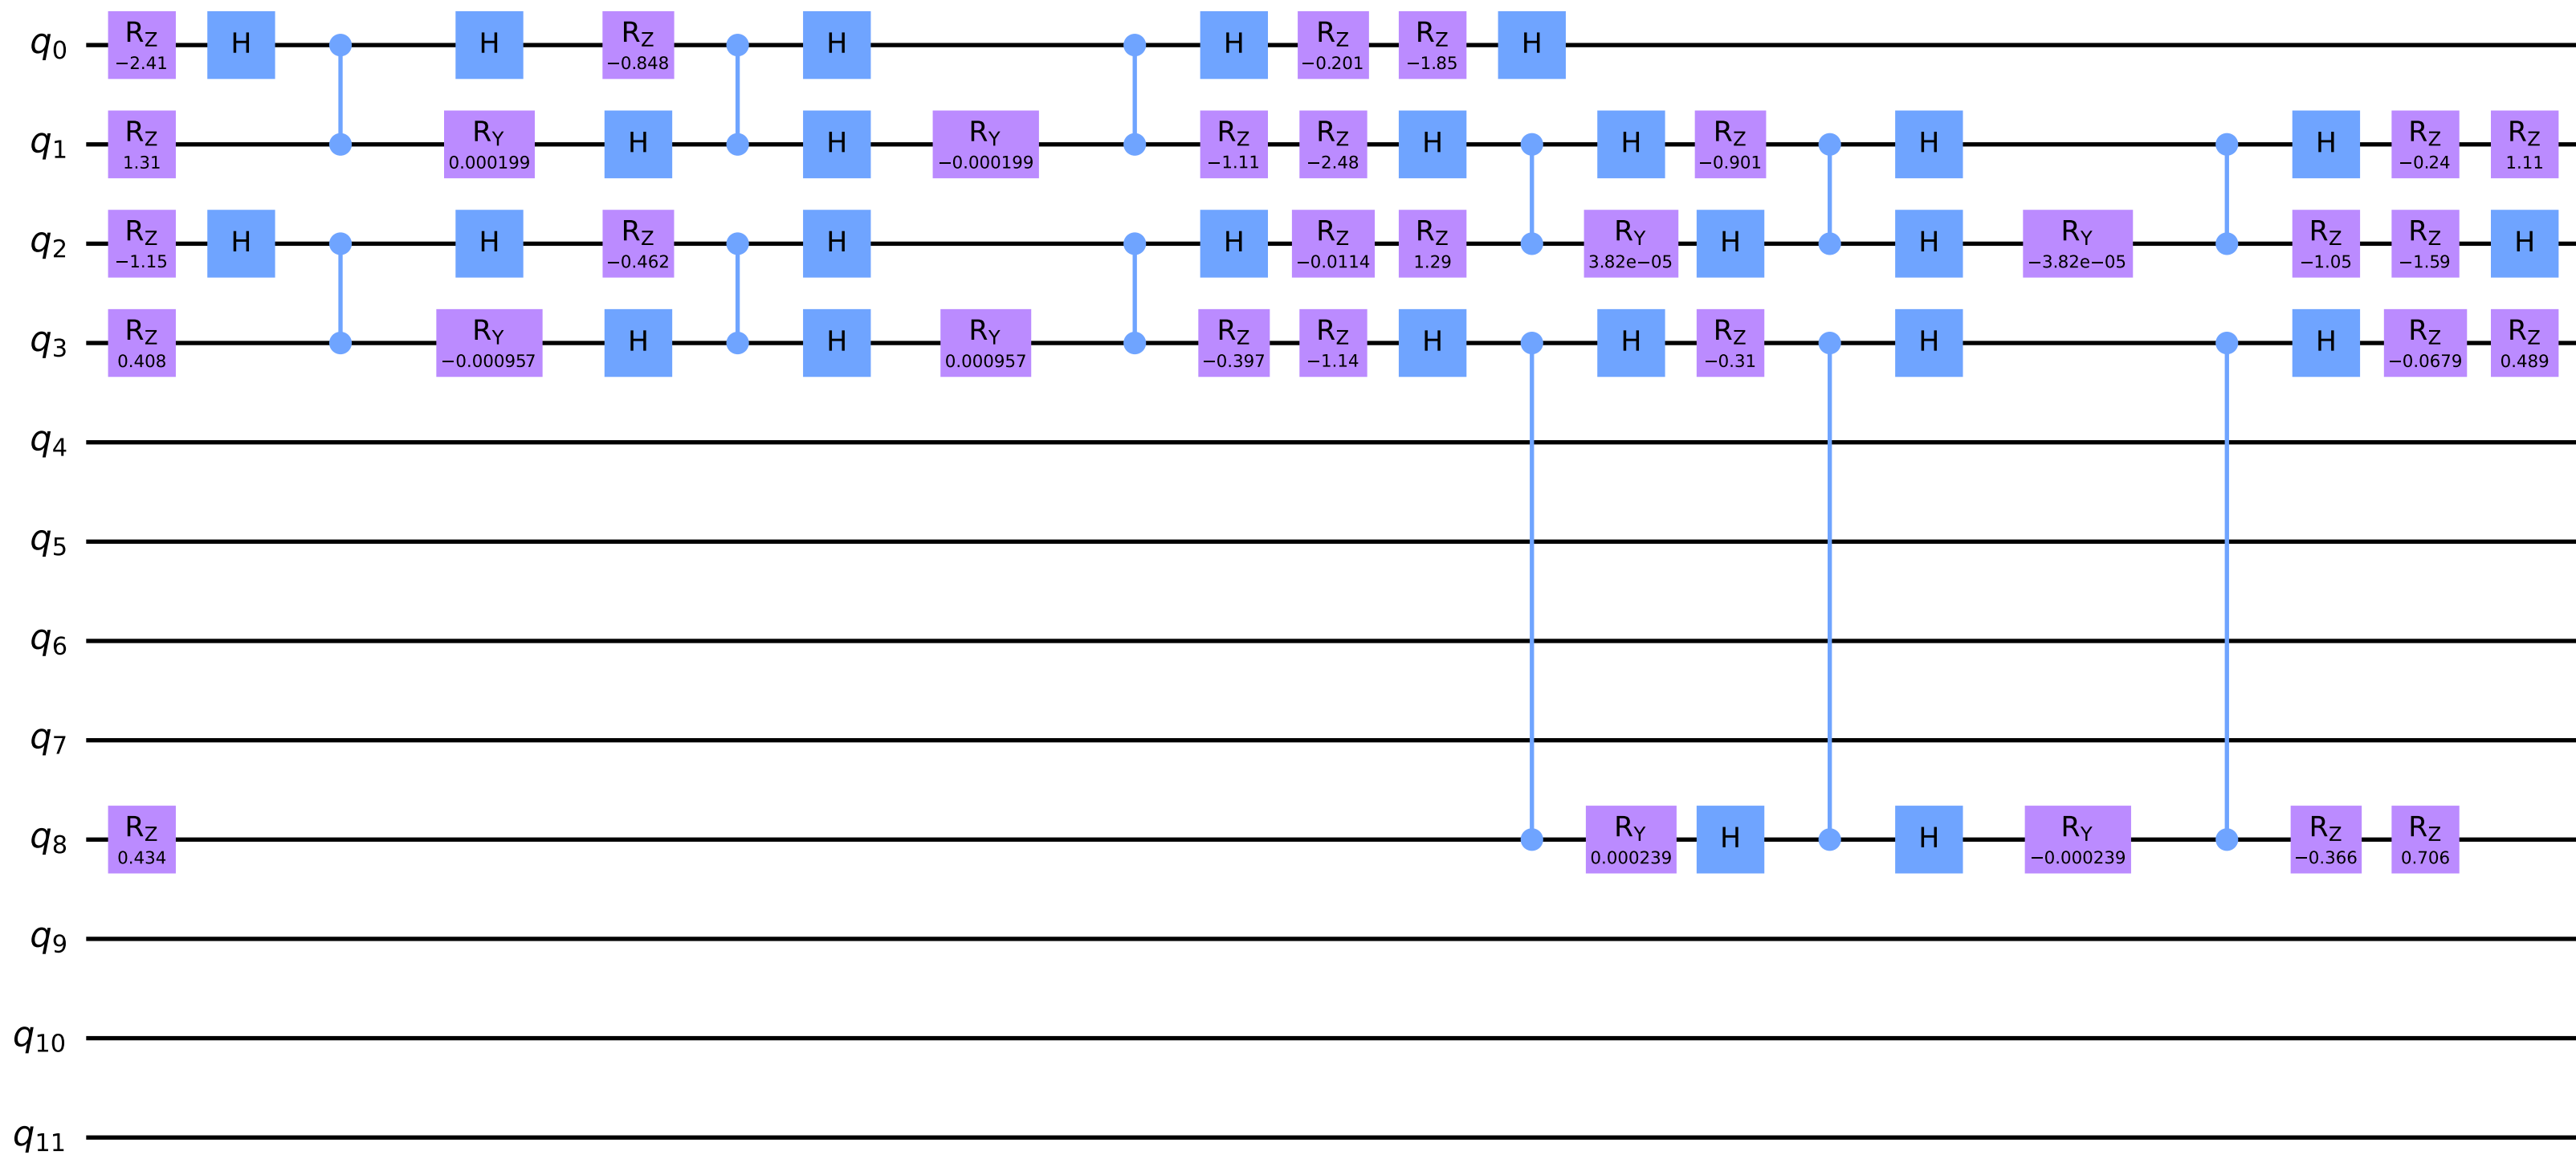 q0 RZ −2.41 H H RZ −0.848 H H RZ −0.201 RZ −1.85 H
q1 RZ 1.31 RY 0.000199 H H RY −0.000199 RZ −1.11 RZ −2.48 H H RZ −0.901 H H RZ −0.24 RZ 1.11
q2 RZ −1.15 H H RZ −0.462 H H RZ −0.0114 RZ 1.29 RY 3.82e−05 H H RY −3.82e−05 RZ −1.05 RZ −1.59 H
q3 RZ 0.408 RY −0.000957 H H RY 0.000957 RZ −0.397 RZ −1.14 H H RZ −0.31 H H RZ −0.0679 RZ 0.489
q4
q5
q6
q7
q8 RZ 0.434 RY 0.000239 H H RY −0.000239 RZ −0.366 RZ 0.706
q9
q10
q11